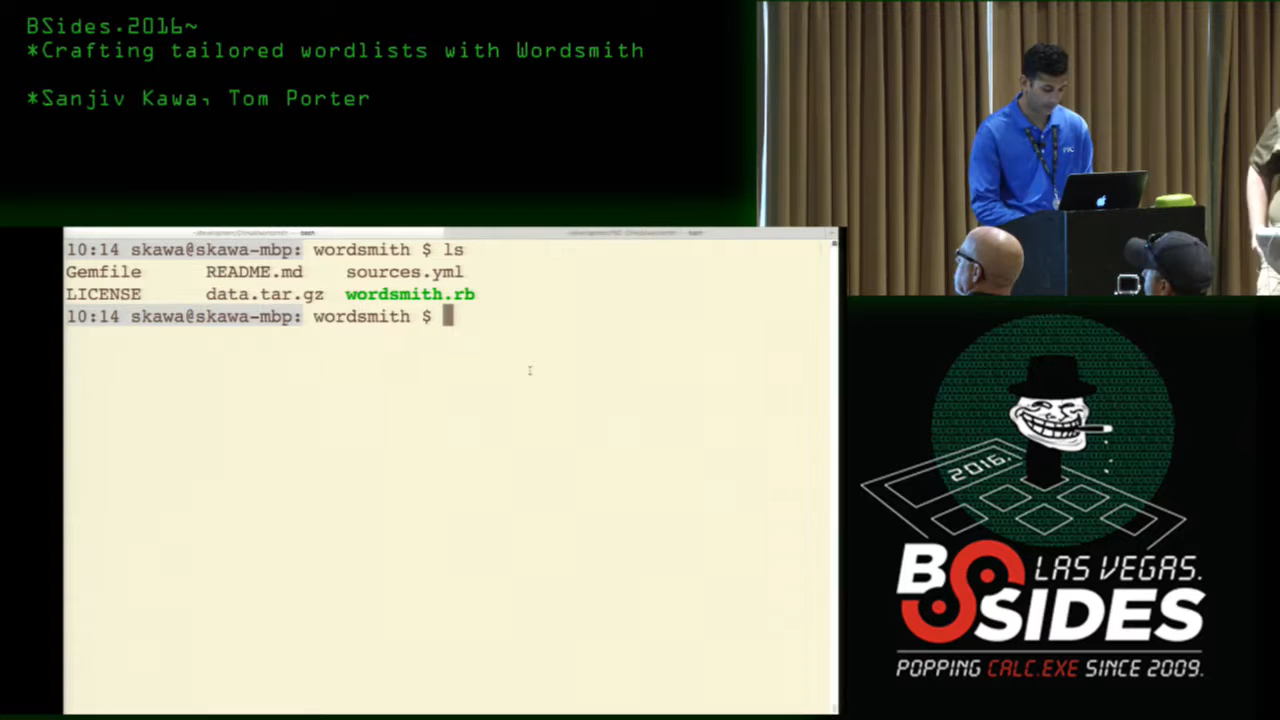 BSides.2016~
*Crafting tailored wordlists with Wordsmith
*Sanjiv Kawa, Tom Porter
10:14 skawa@skawa-mbp: wordsmith $ ls
Gemfile README.md sources.yml
LICENSE data.tar.gz wordsmith.rb
10:14 skawa@skawa-mbp: wordsmith $
2016.
BSIDES
LAS VEGAS.
POPPING CALC.EXE SINCE 2009.